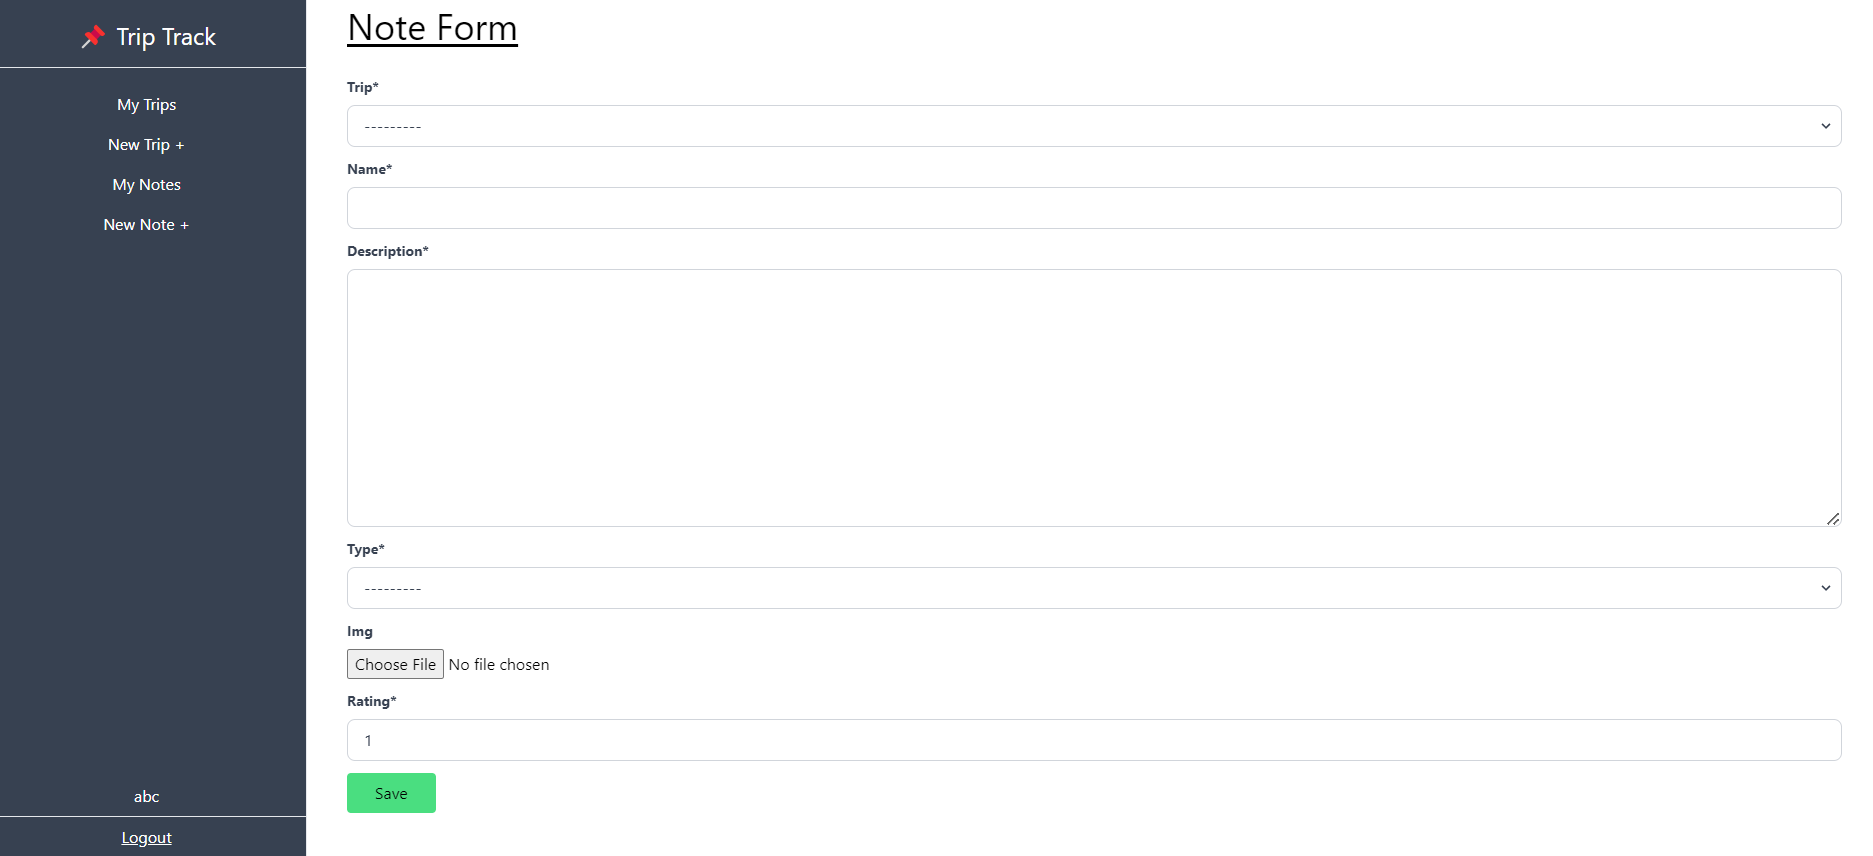 Trip Track
My Trips
New Trip +
My Notes
New Note +
abc
Logout
Note Form
Trip*
---------
Name*
Description*
Type*
---------
Img
Choose File No file chosen
Rating*
1
Save